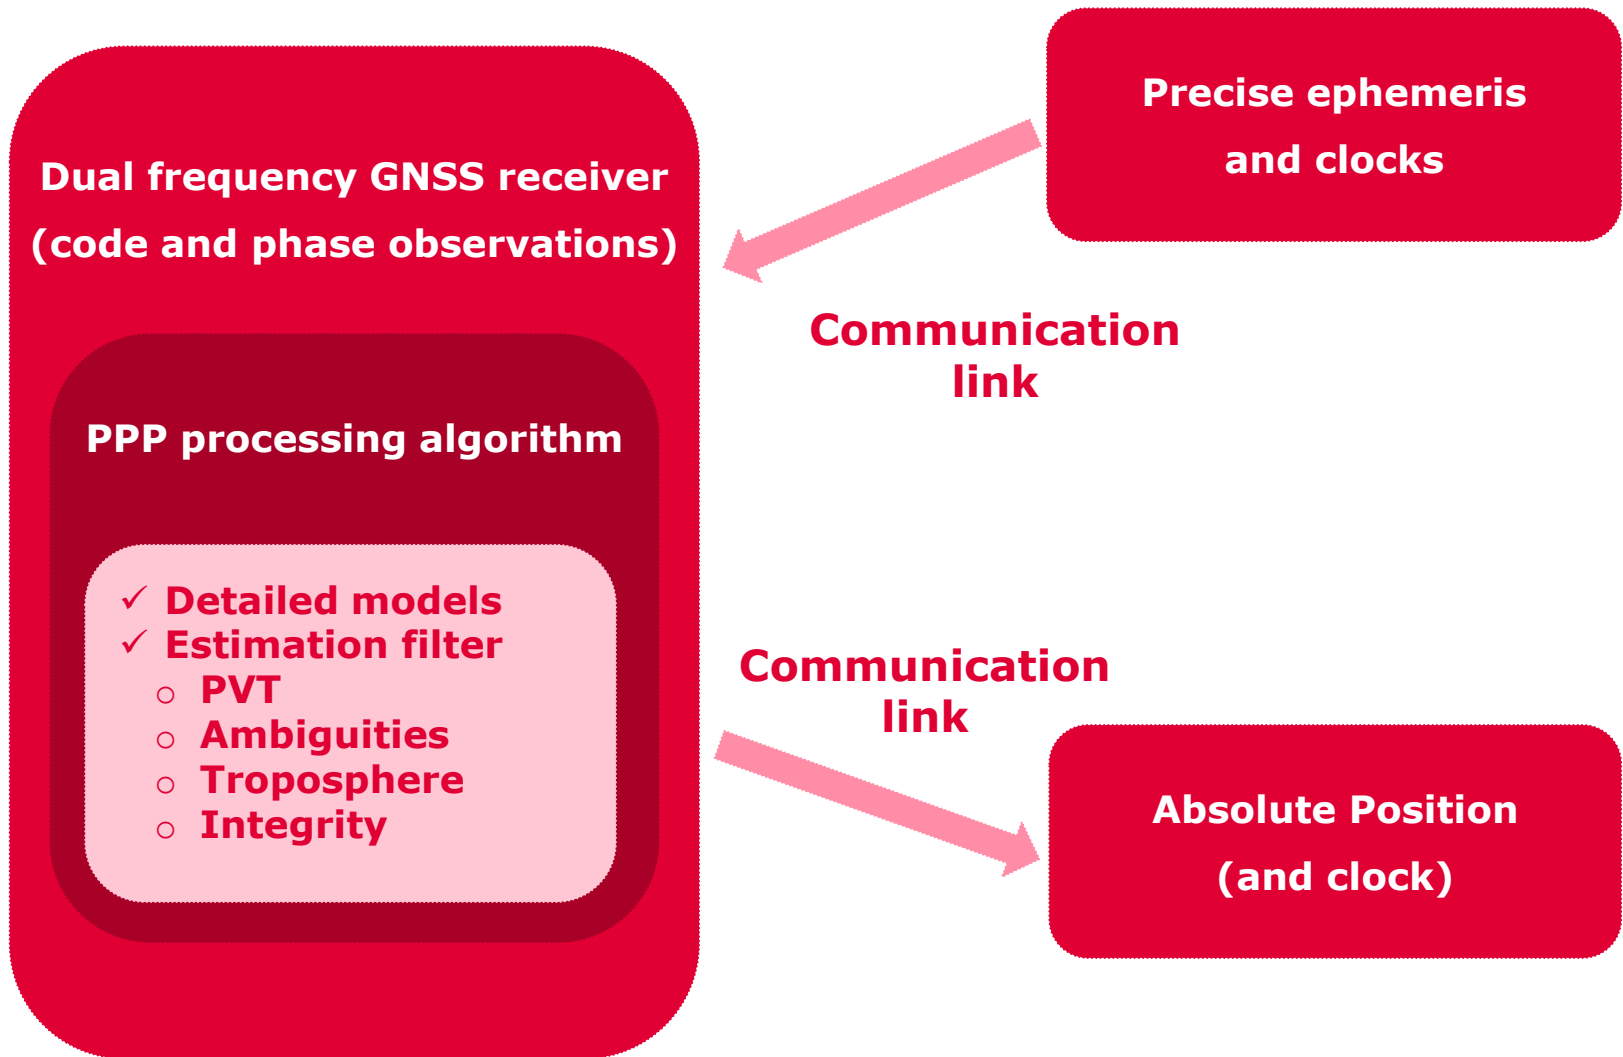 Dual frequency GNSS receiver
(code and phase observations)
PPP processing algorithm
✓ Detailed models
✓ Estimation filter
o PVT
o Ambiguities
o Troposphere
o Integrity
Precise ephemeris
and clocks
Communication
link
Communication
link
Absolute Position
(and clock)